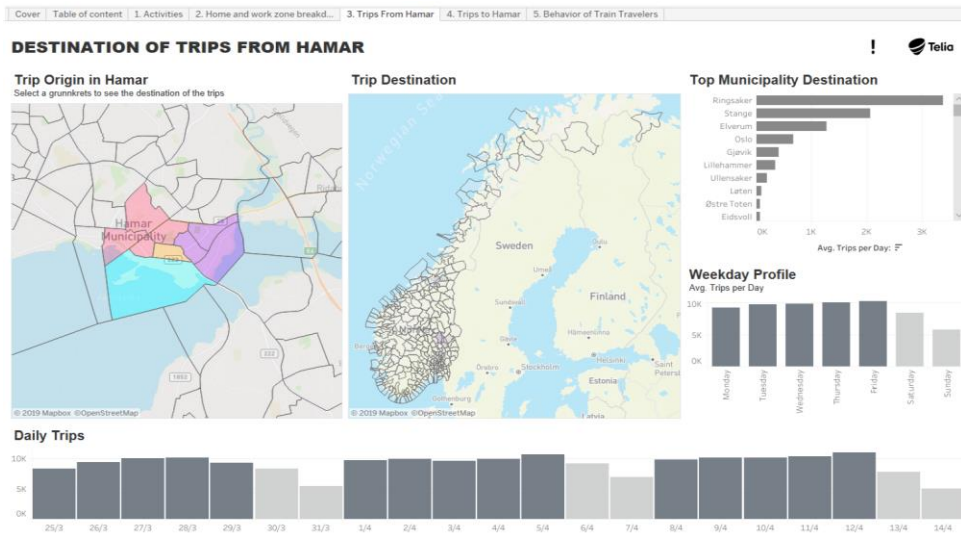 Cover Table of content 1. Activities 2. Home and work zone breakd... 3. Trips From Hamar 4. Trips to Hamar 5. Behavior of Train Travelers
DESTINATION OF TRIPS FROM HAMAR
! Telia
Trip Origin in Hamar
Select a grunnkrets to see the destination of the trips
Hamar
Municipality
222
1803
© 2019 Mapbox ©OpenStreetMap
Trip Destination
Norwegian Sea
Sweden
Oulu
Umeå
Finland
Sundsvall
Hämeenlinna
Helsinki
Saint
Petersb
Örebro
Stockholm
Estonia
Gothenburg
Latvia
© 2019 Mapbox ©OpenStreetMap
Top Municipality Destination
Ringsaker
Stange
Elverum
Oslo
Gjøvik
Lillehammer
Ullensaker
Løten
Østre Toten
Eidsvoll
0K 1K 2K 3K
Avg. Trips per Day:
Weekday Profile
Avg. Trips per Day
10K
5K
0K
Monday Tuesday Wednesday Thursday Friday Saturday Sunday
Daily Trips
10K
5K
0K
25/3 26/3 27/3 28/3 29/3 30/3 31/3 1/4 2/4 3/4 4/4 5/4 6/4 7/4 8/4 9/4 10/4 11/4 12/4 13/4 14/4